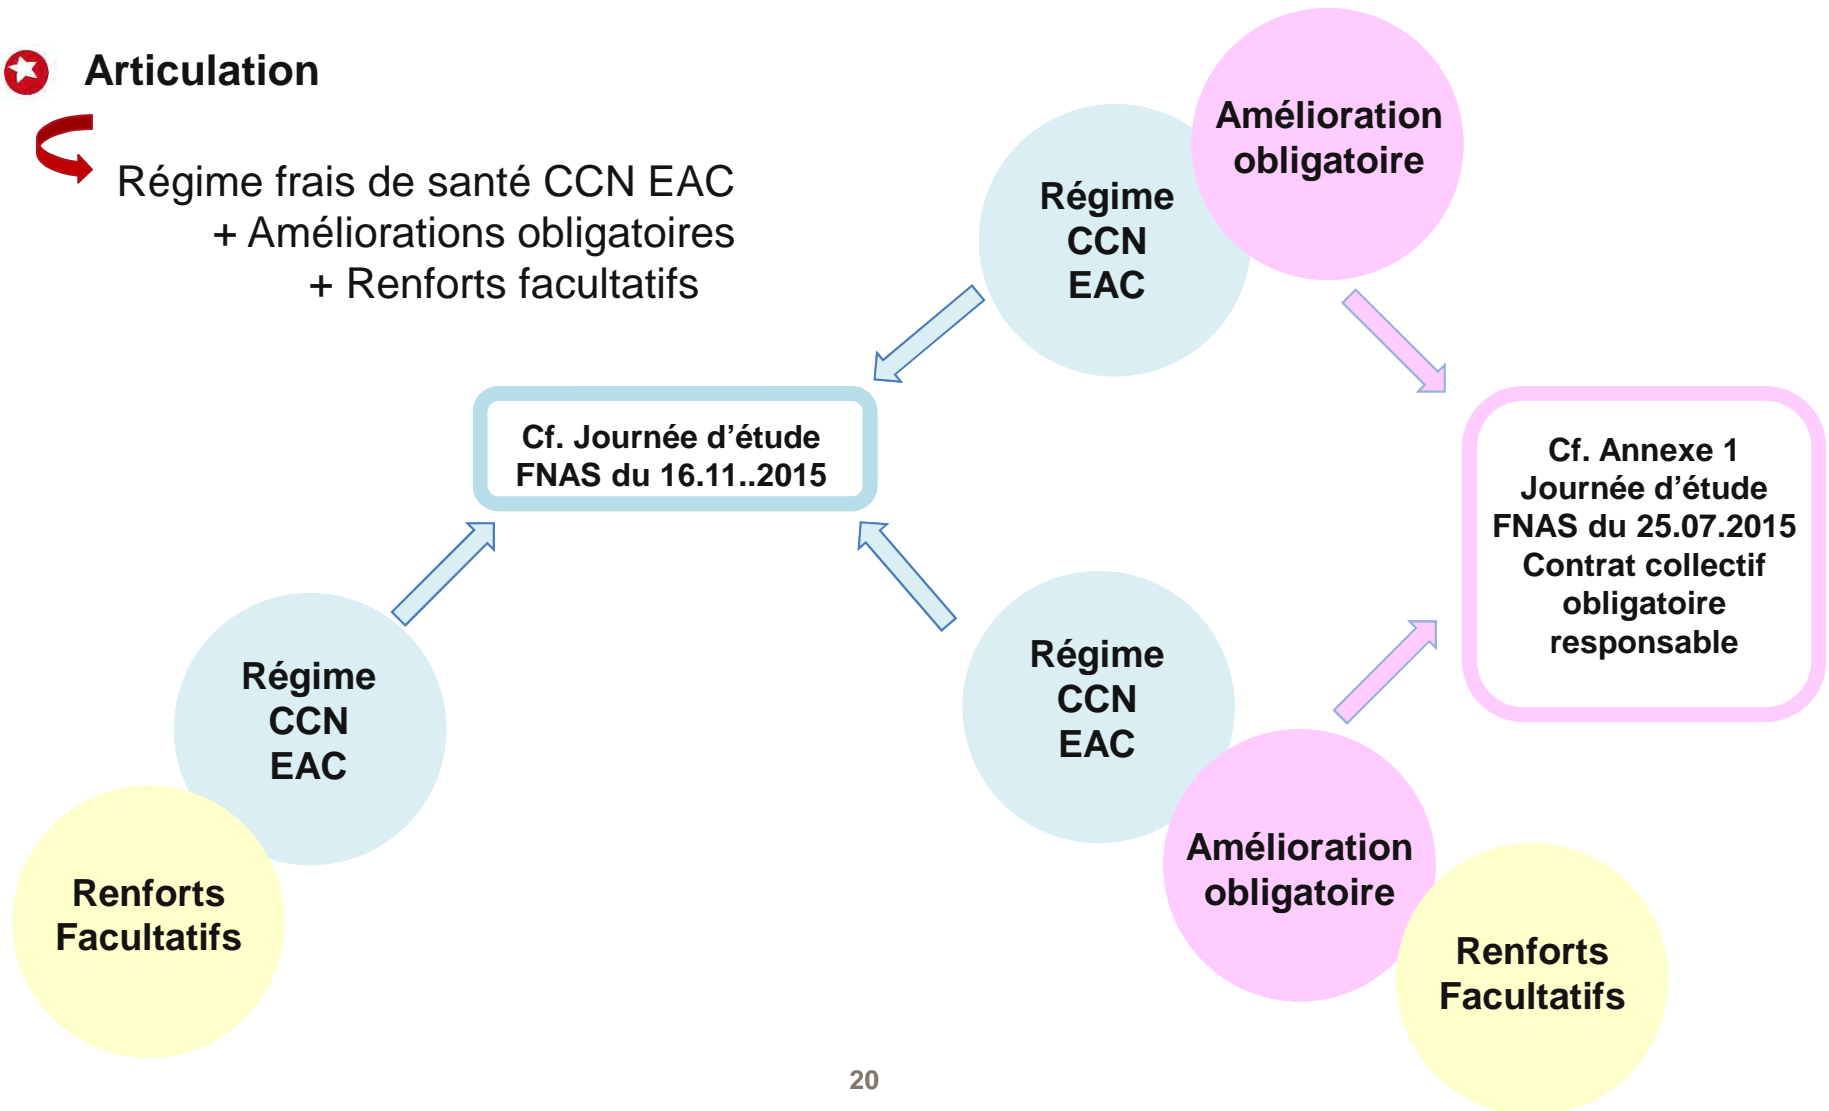 Articulation
Régime frais de santé CCN EAC
+ Améliorations obligatoires
+ Renforts facultatifs
Amélioration
obligatoire
Régime
CCN
EAC
Cf. Journée d’étude
FNAS du 16.11..2015
Cf. Annexe 1
Journée d’étude
FNAS du 25.07.2015
Contrat collectif
obligatoire
responsable
Régime
CCN
EAC
Renforts
Facultatifs
Régime
CCN
EAC
Amélioration
obligatoire
Renforts
Facultatifs
20